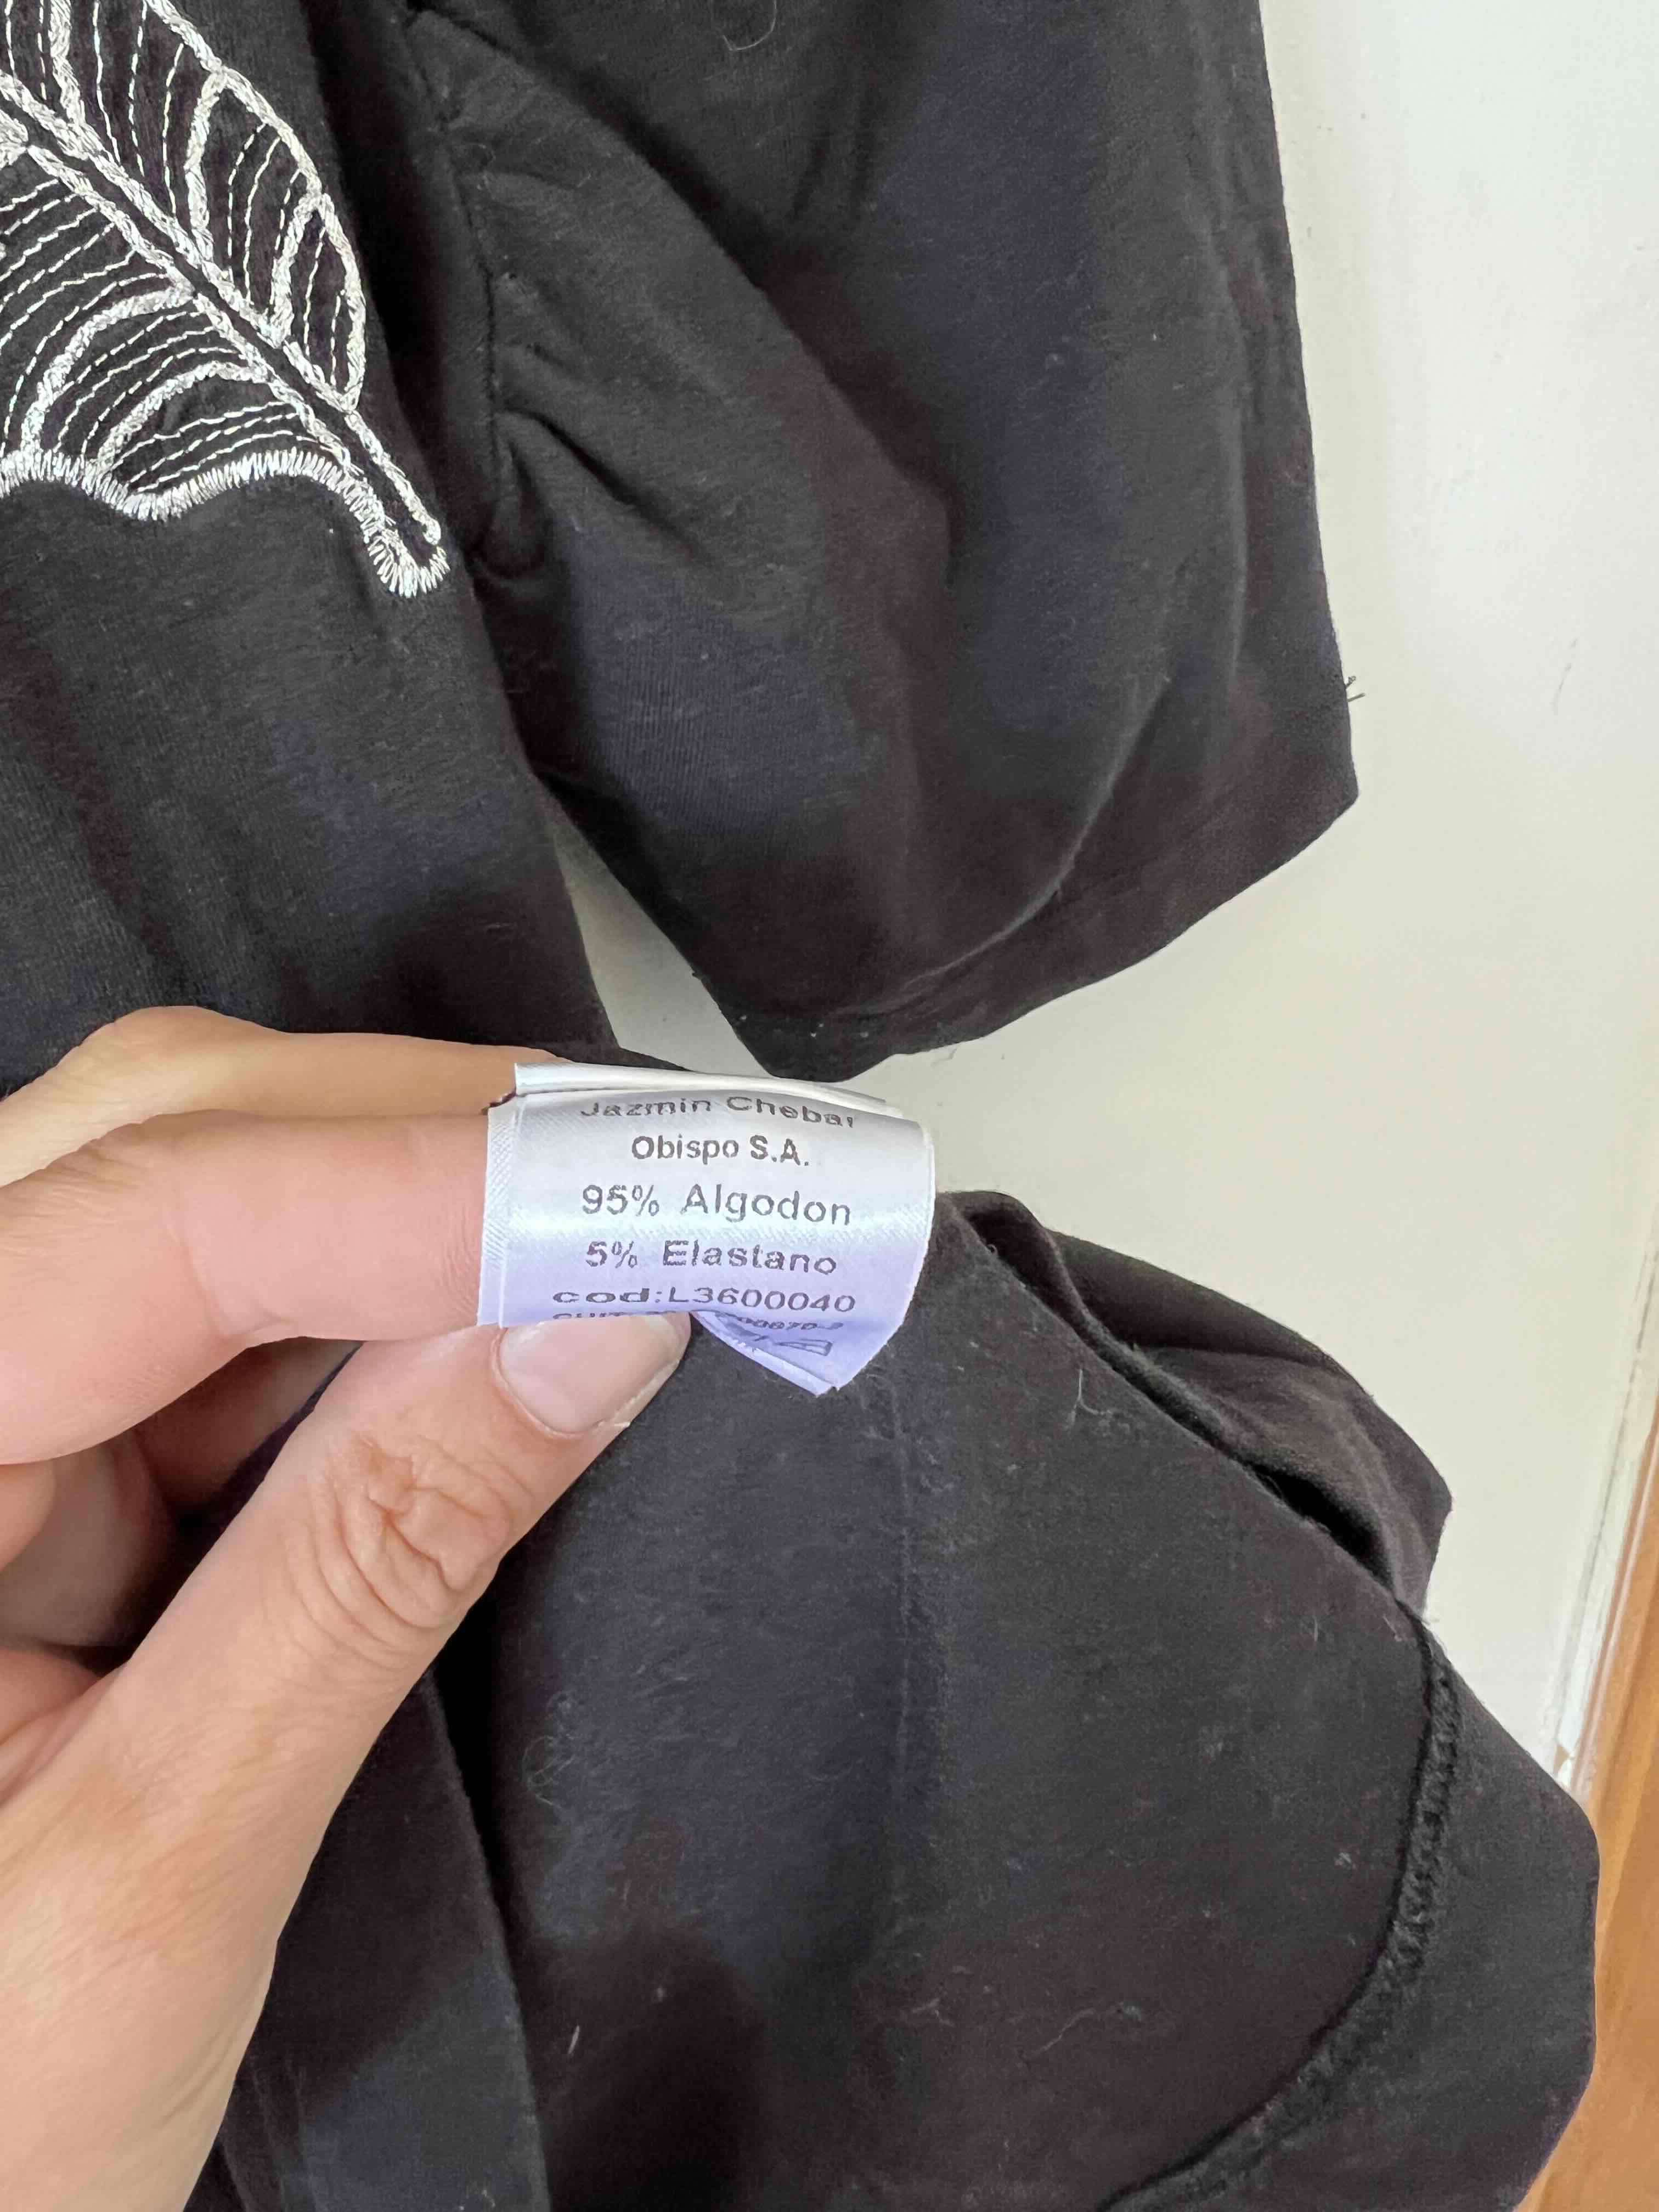 Jazmin Chebar
Obispo S.A.
95% Algodon
5% Elastano
cod:L3600040